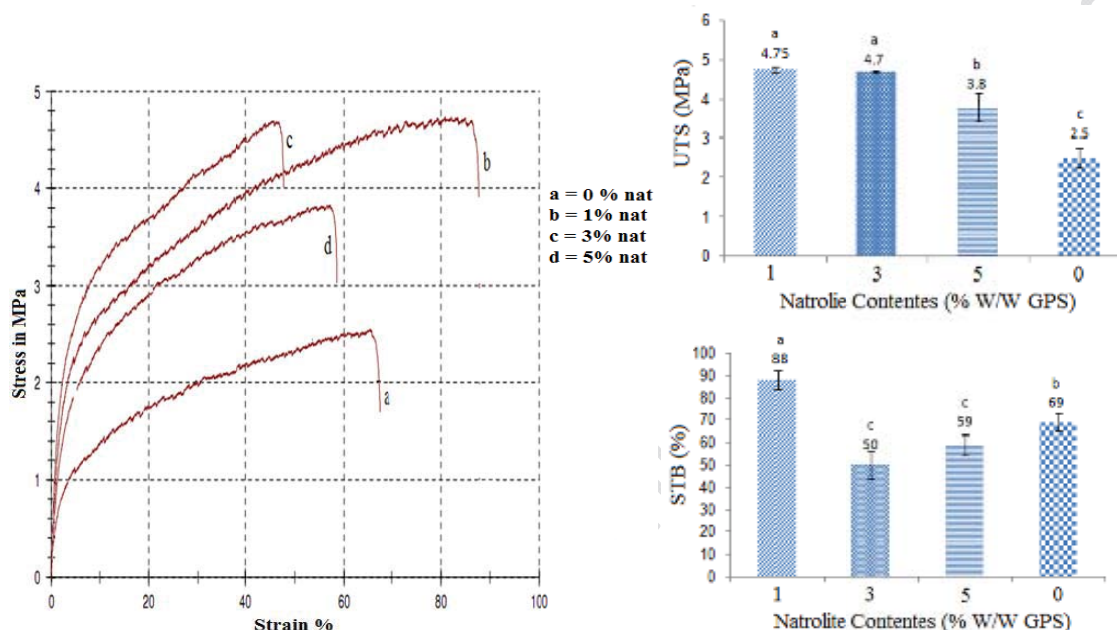 5
4
3
2
1
0
20
40
60
80
100
Stress in MPa
Strain %
c
b
d
a
a = 0 % nat
b = 1% nat
c = 3% nat
d = 5% nat
6
5
4
3
2
1
0
UTS (MPa)
a
4.75
a
4.7
b
3.8
c
2.5
1
3
5
0
Natrolie Contentes (% W/W GPS)
100
90
80
70
60
50
40
30
20
10
0
STB (%)
a
88
c
50
c
59
b
69
1
3
5
0
Natrolite Contentes (% W/W GPS)